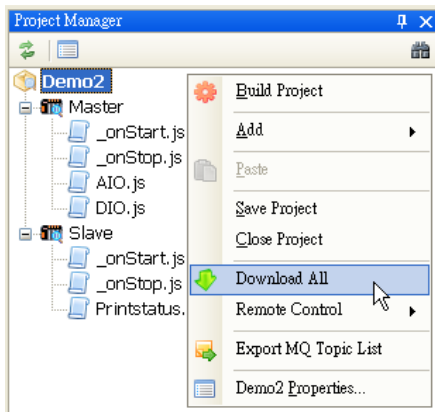 Project Manager
Demo2
Master
_onStart.js
_onStop.js
AIO.js
DIO.js
Slave
_onStart.js
_onStop.js
Printstatus.
Build Project
Add
Paste
Save Project
Close Project
Download All
Remote Control
Export MQ Topic List
Demo2 Properties...